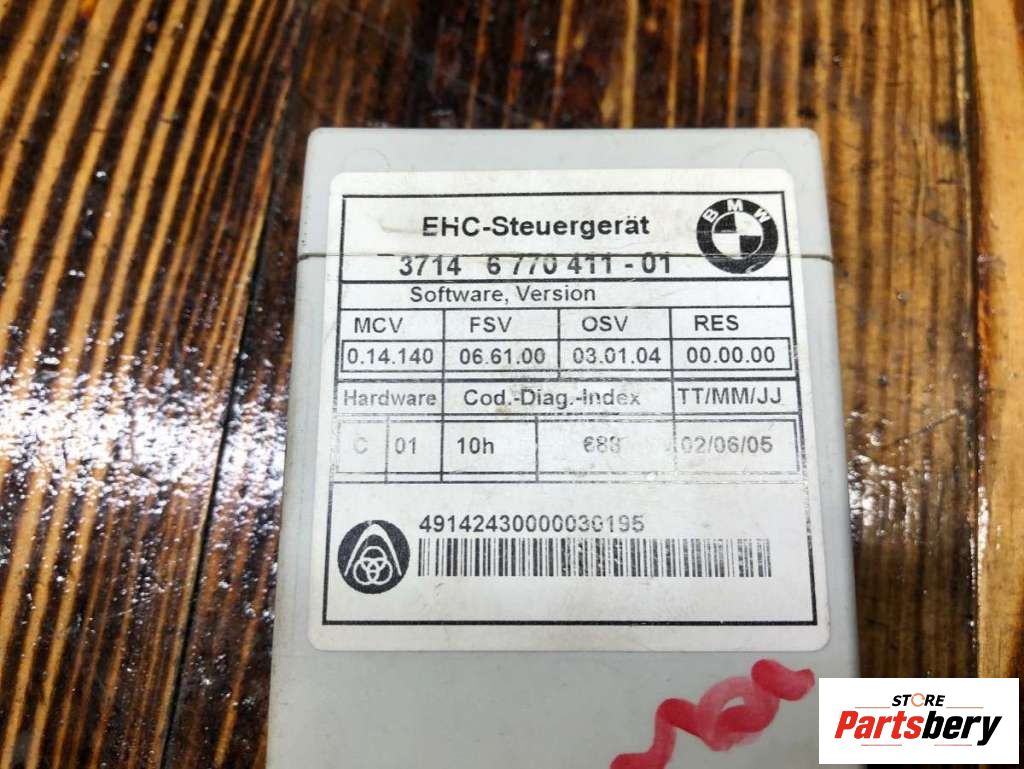 EHC-Steuergerät
BMW
3714 6 770 411 - 01
Software, Version
MCV FSV OSV RES
0.14.140 06.61.00 03.01.04 00.00.00
Hardware Cod.-Diag.-Index TT/MM/JJ
C 01 10h 02/06/05
49142430000030195
STORE
Partsbery